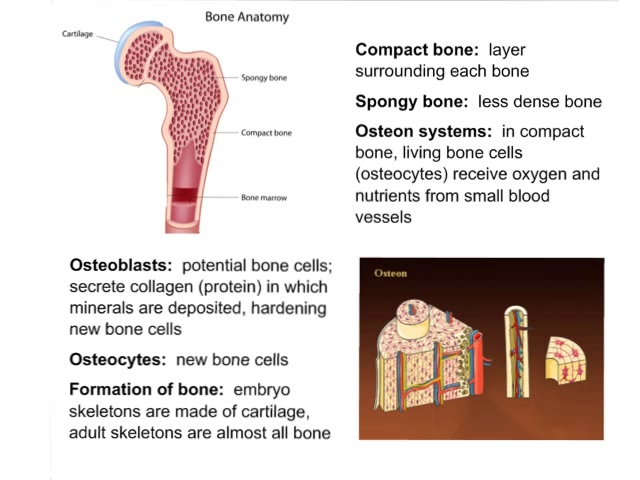 Bone Anatomy
Cartilage
Spongy bone
Compact bone
Bone marrow
Compact bone: layer
surrounding each bone
Spongy bone: less dense bone
Osteon systems: in compact
bone, living bone cells
(osteocytes) receive oxygen and
nutrients from small blood
vessels
Osteoblasts: potential bone cells;
secrete collagen (protein) in which
minerals are deposited, hardening
new bone cells
Osteocytes: new bone cells
Formation of bone: embryo
skeletons are made of cartilage,
adult skeletons are almost all bone
Osteon